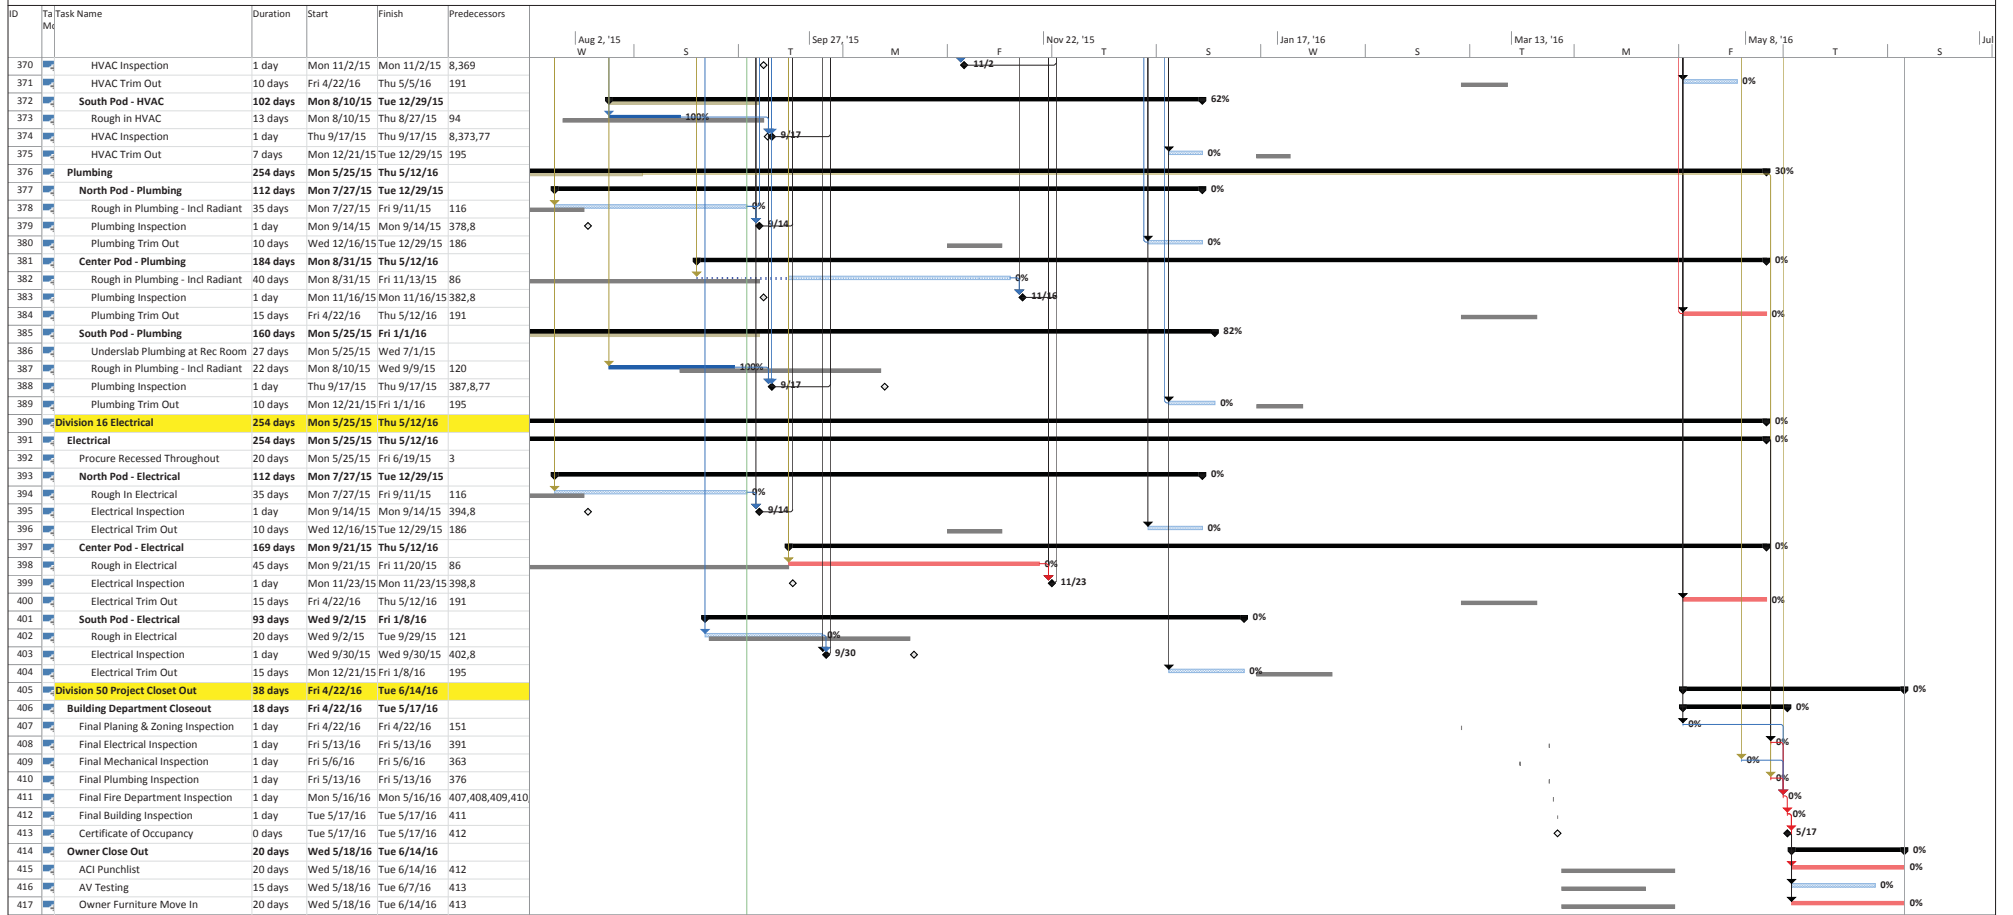 ID Ta Task Name Duration Start Finish Predecessors
Mo
Aug 2, '15 Sep 27, '15 Nov 22, '15 Jan 17, '16 Mar 13, '16 May 8, '16 Jul
W S T M F T S W S T M F T S
370 HVAC Inspection 1 day Mon 11/2/15 Mon 11/2/15 8,369 11/2
371 HVAC Trim Out 10 days Fri 4/22/16 Thu 5/5/16 191 0%
372 South Pod - HVAC 102 days Mon 8/10/15 Tue 12/29/15 62%
373 Rough in HVAC 13 days Mon 8/10/15 Thu 8/27/15 94 100%
374 HVAC Inspection 1 day Thu 9/17/15 Thu 9/17/15 8,373,77 9/17
375 HVAC Trim Out 7 days Mon 12/21/15 Tue 12/29/15 195 0%
376 Plumbing 254 days Mon 5/25/15 Thu 5/12/16 30%
377 North Pod - Plumbing 112 days Mon 7/27/15 Tue 12/29/15 0%
378 Rough in Plumbing - Incl Radiant 35 days Mon 7/27/15 Fri 9/11/15 116 0%
379 Plumbing Inspection 1 day Mon 9/14/15 Mon 9/14/15 378,8 9/14
380 Plumbing Trim Out 10 days Wed 12/16/15 Tue 12/29/15 186 0%
381 Center Pod - Plumbing 184 days Mon 8/31/15 Thu 5/12/16 0%
382 Rough in Plumbing - Incl Radiant 40 days Mon 8/31/15 Fri 11/13/15 86 0%
383 Plumbing Inspection 1 day Mon 11/16/15 Mon 11/16/15 382,8 11/16
384 Plumbing Trim Out 15 days Fri 4/22/16 Thu 5/12/16 191 0%
385 South Pod - Plumbing 160 days Mon 5/25/15 Fri 1/1/16 82%
386 Underslab Plumbing at Rec Room 27 days Mon 5/25/15 Wed 7/1/15
387 Rough in Plumbing - Incl Radiant 22 days Mon 8/10/15 Wed 9/9/15 120 100%
388 Plumbing Inspection 1 day Thu 9/17/15 Thu 9/17/15 387,8,77 9/17
389 Plumbing Trim Out 10 days Mon 12/21/15 Fri 1/1/16 195 0%
390 Division 16 Electrical 254 days Mon 5/25/15 Thu 5/12/16 0%
391 Electrical 254 days Mon 5/25/15 Thu 5/12/16 0%
392 Procure Recessed Throughout 20 days Mon 5/25/15 Fri 6/19/15 3
393 North Pod - Electrical 112 days Mon 7/27/15 Tue 12/29/15 0%
394 Rough In Electrical 35 days Mon 7/27/15 Fri 9/11/15 116 0%
395 Electrical Inspection 1 day Mon 9/14/15 Mon 9/14/15 394,8 9/14
396 Electrical Trim Out 10 days Wed 12/16/15 Tue 12/29/15 186 0%
397 Center Pod - Electrical 169 days Mon 9/21/15 Thu 5/12/16 0%
398 Rough in Electrical 45 days Mon 9/21/15 Fri 11/20/15 86 0%
399 Electrical Inspection 1 day Mon 11/23/15 Mon 11/23/15 398,8 11/23
400 Electrical Trim Out 15 days Fri 4/22/16 Thu 5/12/16 191 0%
401 South Pod - Electrical 93 days Wed 9/2/15 Fri 1/8/16 0%
402 Rough in Electrical 20 days Wed 9/2/15 Tue 9/29/15 121 0%
403 Electrical Inspection 1 day Wed 9/30/15 Wed 9/30/15 402,8 9/30
404 Electrical Trim Out 15 days Mon 12/21/15 Fri 1/8/16 195 0%
405 Division 50 Project Closet Out 38 days Fri 4/22/16 Tue 6/14/16 0%
406 Building Department Closeout 18 days Fri 4/22/16 Tue 5/17/16 0%
407 Final Planing & Zoning Inspection 1 day Fri 4/22/16 Fri 4/22/16 151 0%
408 Final Electrical Inspection 1 day Fri 5/13/16 Fri 5/13/16 391 0%
409 Final Mechanical Inspection 1 day Fri 5/6/16 Fri 5/6/16 363 0%
410 Final Plumbing Inspection 1 day Fri 5/13/16 Fri 5/13/16 376 0%
411 Final Fire Department Inspection 1 day Mon 5/16/16 Mon 5/16/16 407,408,409,410, 0%
412 Final Building Inspection 1 day Tue 5/17/16 Tue 5/17/16 411 0%
413 Certificate of Occupancy 0 days Tue 5/17/16 Tue 5/17/16 412 5/17
414 Owner Close Out 20 days Wed 5/18/16 Tue 6/14/16 0%
415 ACI Punchlist 20 days Wed 5/18/16 Tue 6/14/16 412 0%
416 AV Testing 15 days Wed 5/18/16 Tue 6/7/16 413 0%
417 Owner Furniture Move In 20 days Wed 5/18/16 Tue 6/14/16 413 0%